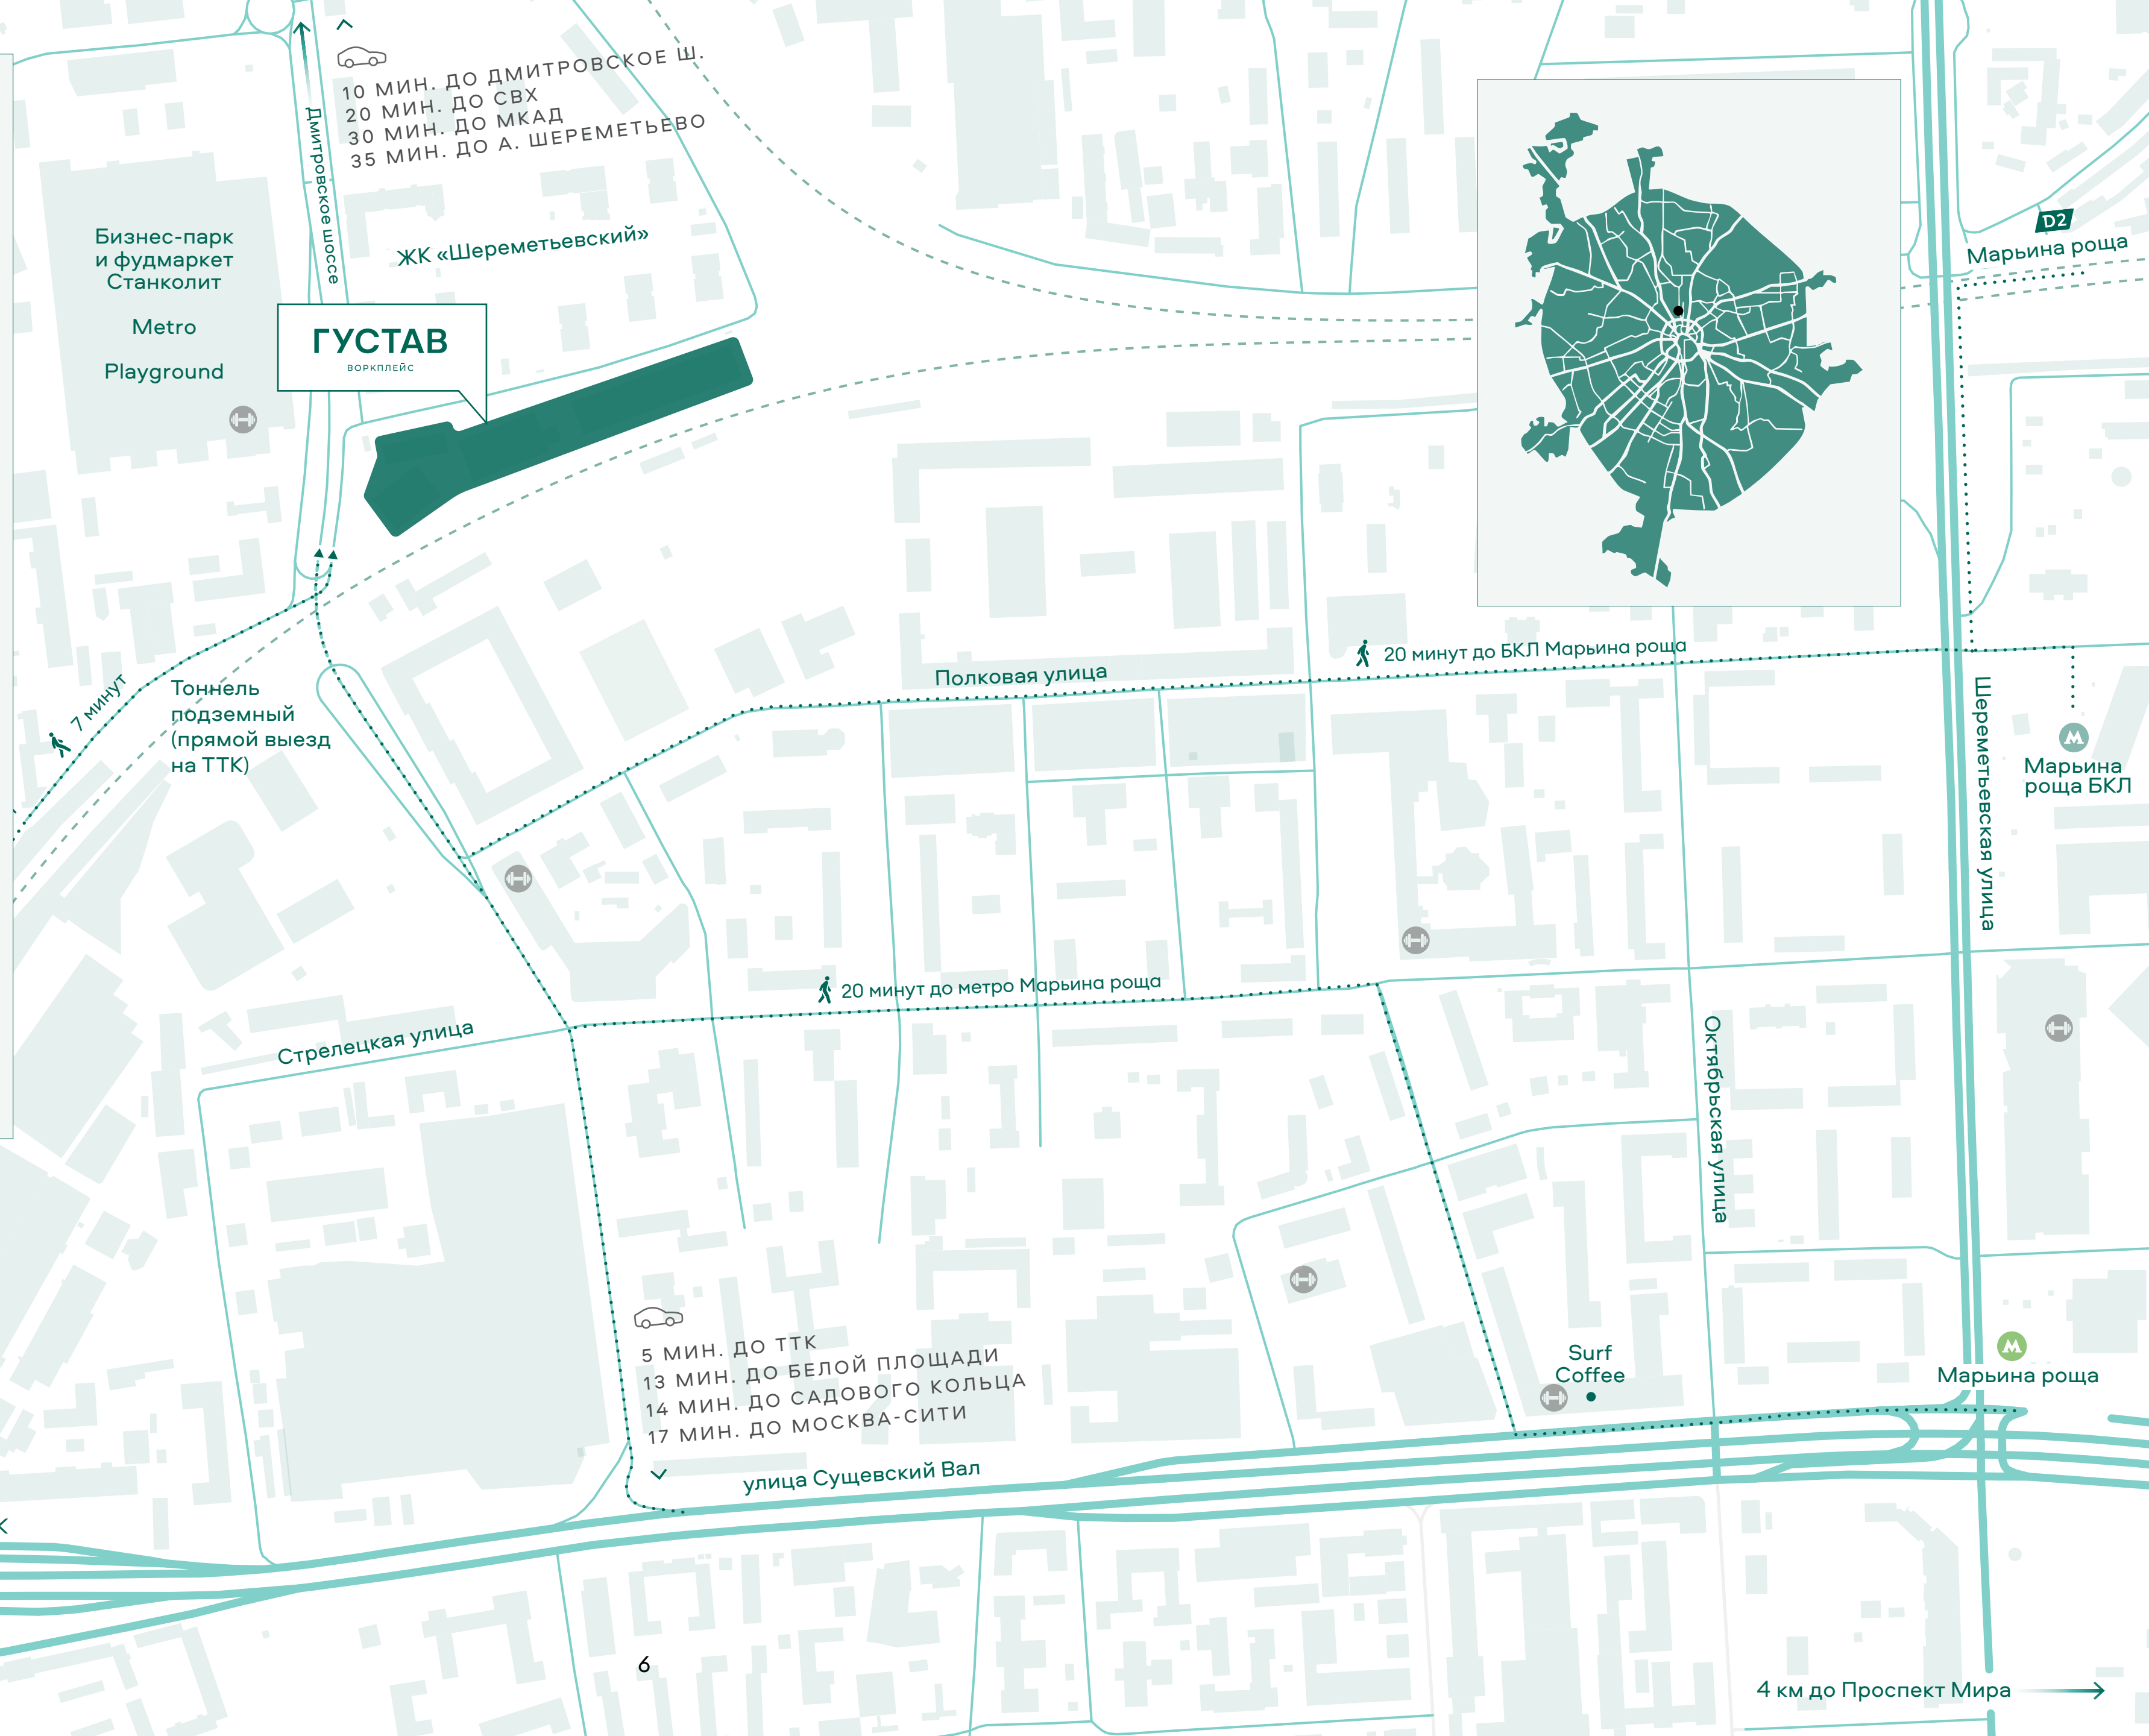 10 МИН. ДО ДМИТРОВСКОЕ Ш.
20 МИН. ДО СВХ
30 МИН. ДО МКАД
35 МИН. ДО А. ШЕРЕМЕТЬЕВО
Дмитровское шоссе
Бизнес-парк
и фудмаркет
Станколит
Metro
Playground
ЖК «Шереметьевский»
ГУСТАВ
ВОРКПЛЕЙС
D2
Марьина роща
7 минут
Тоннель
подземный
(прямой выезд
на ТТК)
Полковая улица
20 минут до БКЛ Марьина роща
Шереметьевская улица
Марьина
роща БКЛ
20 минут до метро Марьина роща
Стрелецкая улица
Октябрьская улица
5 МИН. ДО ТТК
13 МИН. ДО БЕЛОЙ ПЛОЩАДИ
14 МИН. ДО САДОВОГО КОЛЬЦА
17 МИН. ДО МОСКВА-СИТИ
Surf
Coffee
Марьина роща
улица Сущевский Вал
6
4 км до Проспект Мира